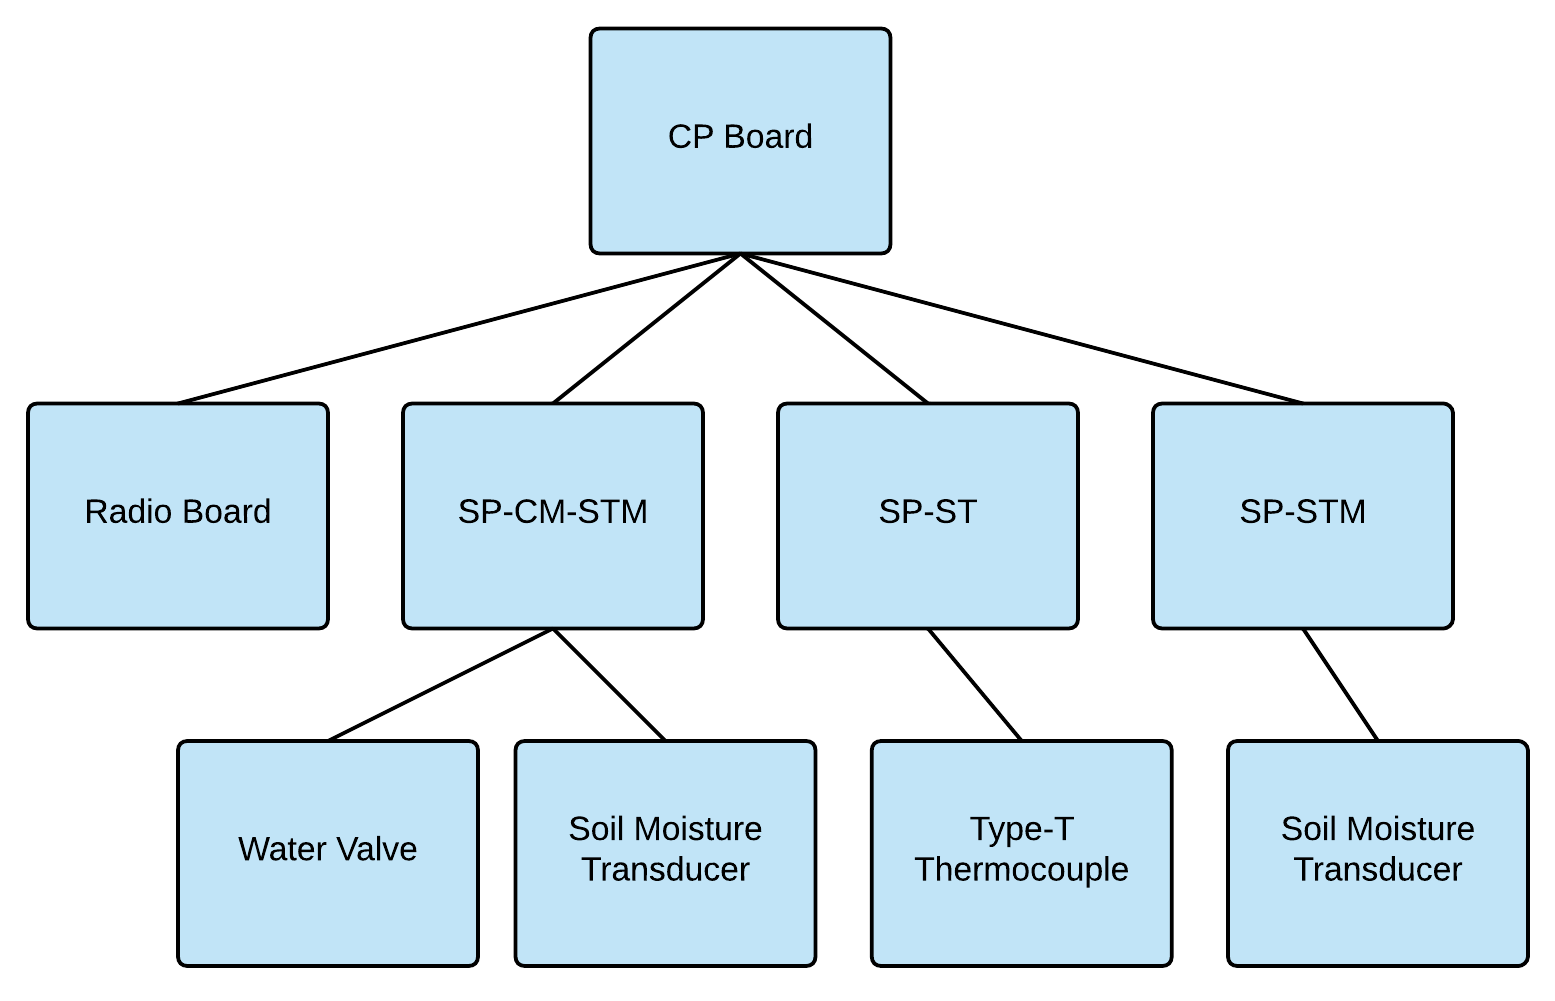 CP Board
Radio Board
SP-CM-STM
SP-ST
SP-STM
Water Valve
Soil Moisture
Transducer
Type-T
Thermocouple
Soil Moisture
Transducer